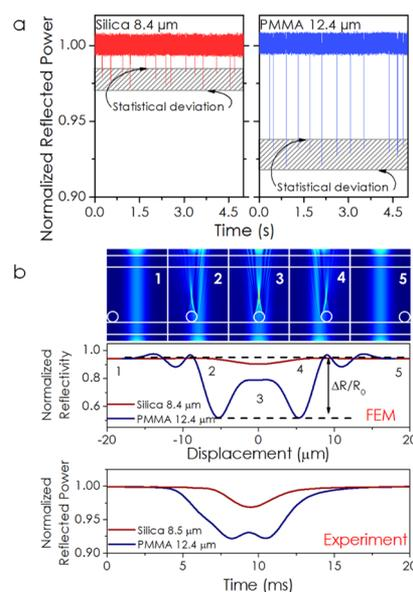 a
Silica 8.4 µm
PMMA 12.4 µm
Normalized Reflected Power
1.00
0.95
0.90
Statistical deviation
Statistical deviation
0.0 1.5 3.0 4.5 0.0 1.5 3.0 4.5
Time (s)
b
1 2 3 4 5
Normalized
Reflectivity
1.0
0.8
0.6
1 2 3 4 5
ΔR/R0
Silica 8.4 µm
PMMA 12.4 µm
FEM
-20 -10 0 10 20
Displacement (µm)
Normalized
Reflected Power
1.00
0.95
0.90
Silica 8.5 µm
PMMA 12.4 µm
Experiment
0 5 10 15 20
Time (ms)